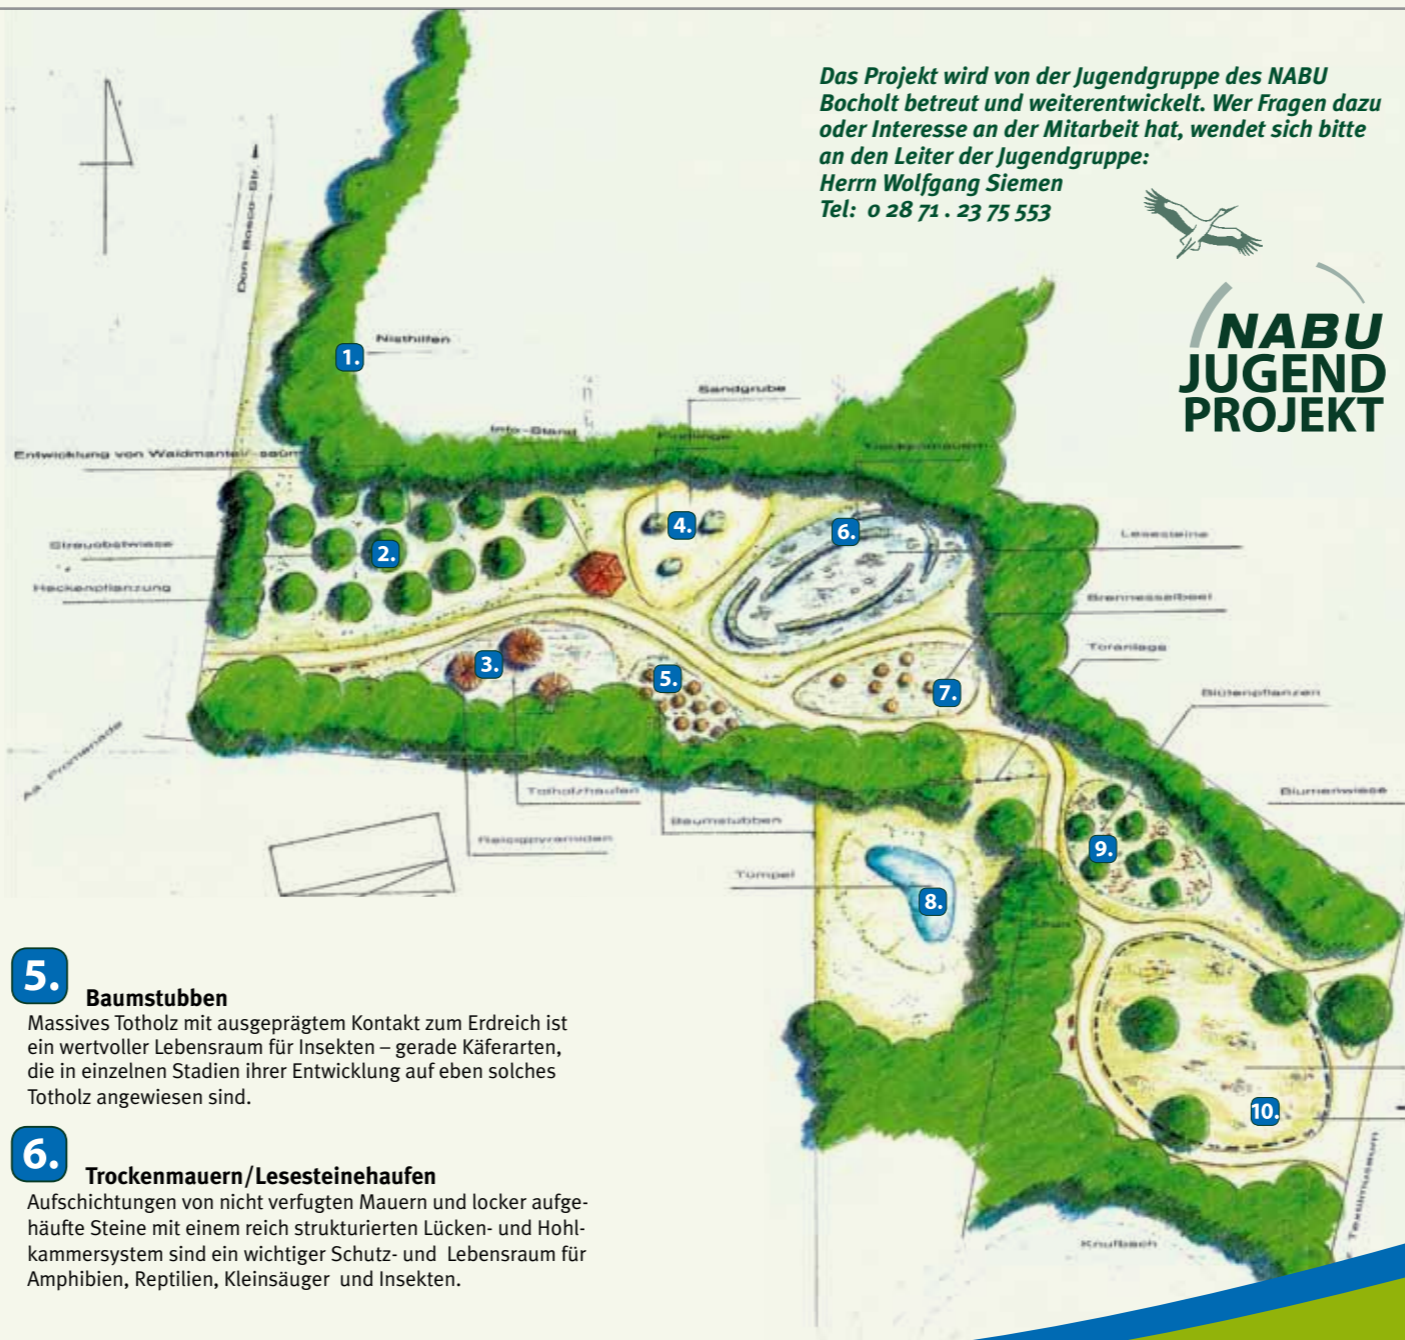 Das Projekt wird von der Jugendgruppe des NABU
Bocholt betreut und weiterentwickelt. Wer Fragen dazu
oder Interesse an der Mitarbeit hat, wendet sich bitte
an den Leiter der Jugendgruppe:
Herrn Wolfgang Siemen
Tel: 0 28 71 . 23 75 553
NABU
JUGEND
PROJEKT
Don-Bosco-Str.
1.
Nisthilfen
Sandgrube
Info-Stand
Findlinge
Trockenmauern
Entwicklung von
Streuobstwiese
Heckenpflanzung
2.
4.
6.
Lesesteine
Brennesselbeet
Toranlage
3.
5.
7.
Blütenpflanzen
Aa-Promenade
Totholzhaufen
Baumstubben
Reisigpyramiden
Blumenwiese
Tümpel
8.
9.
10.
Knufbach
Textilmuseum
5.
Baumstubben
Massives Totholz mit ausgeprägtem Kontakt zum Erdreich ist
ein wertvoller Lebensraum für Insekten – gerade Käferarten,
die in einzelnen Stadien ihrer Entwicklung auf eben solches
Totholz angewiesen sind.
6.
Trockenmauern/Lesesteinehaufen
Aufschichtungen von nicht verfugten Mauern und locker aufge-
häufte Steine mit einem reich strukturierten Lücken- und Hohl-
kammersystem sind ein wichtiger Schutz- und Lebensraum für
Amphibien, Reptilien, Kleinsäuger und Insekten.